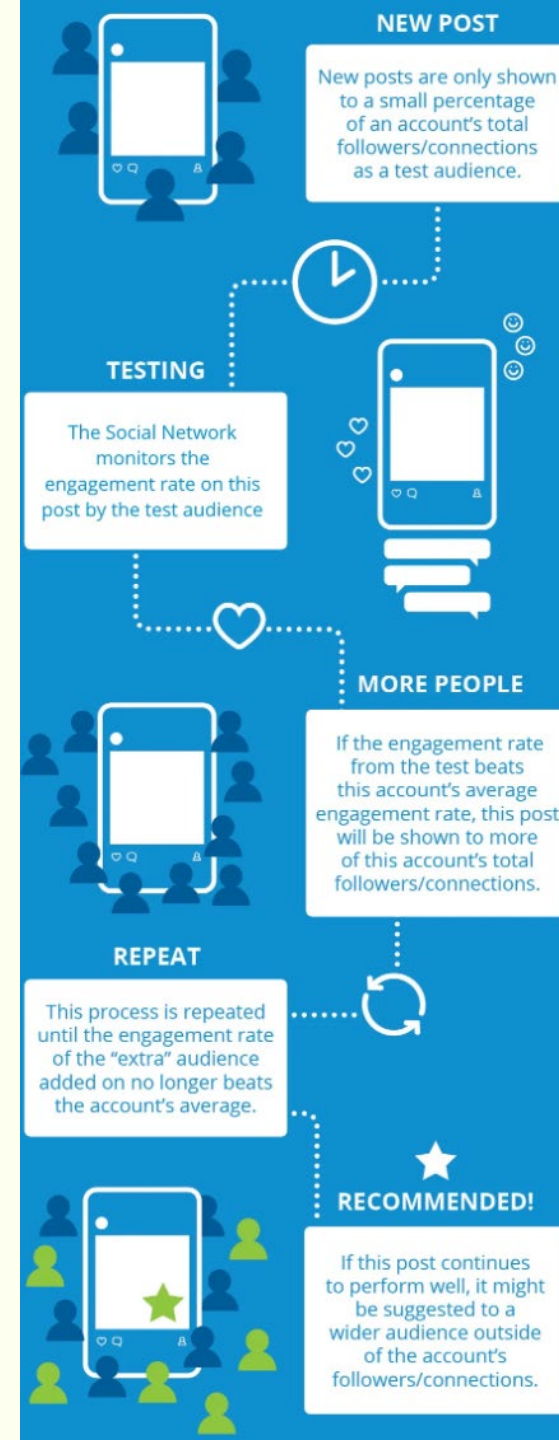 NEW POST
New posts are only shown
to a small percentage
of an account's total
followers/connections
as a test audience.
TESTING
The Social Network
monitors the
engagement rate on this
post by the test audience
MORE PEOPLE
If the engagement rate
from the test beats
this account's average
engagement rate, this post
will be shown to more
of this account's total
followers/connections.
REPEAT
This process is repeated
until the engagement rate
of the “extra” audience
added on no longer beats
the account's average.
RECOMMENDED!
If this post continues
to perform well, it might
be suggested to a
wider audience outside
of the account's
followers/connections.